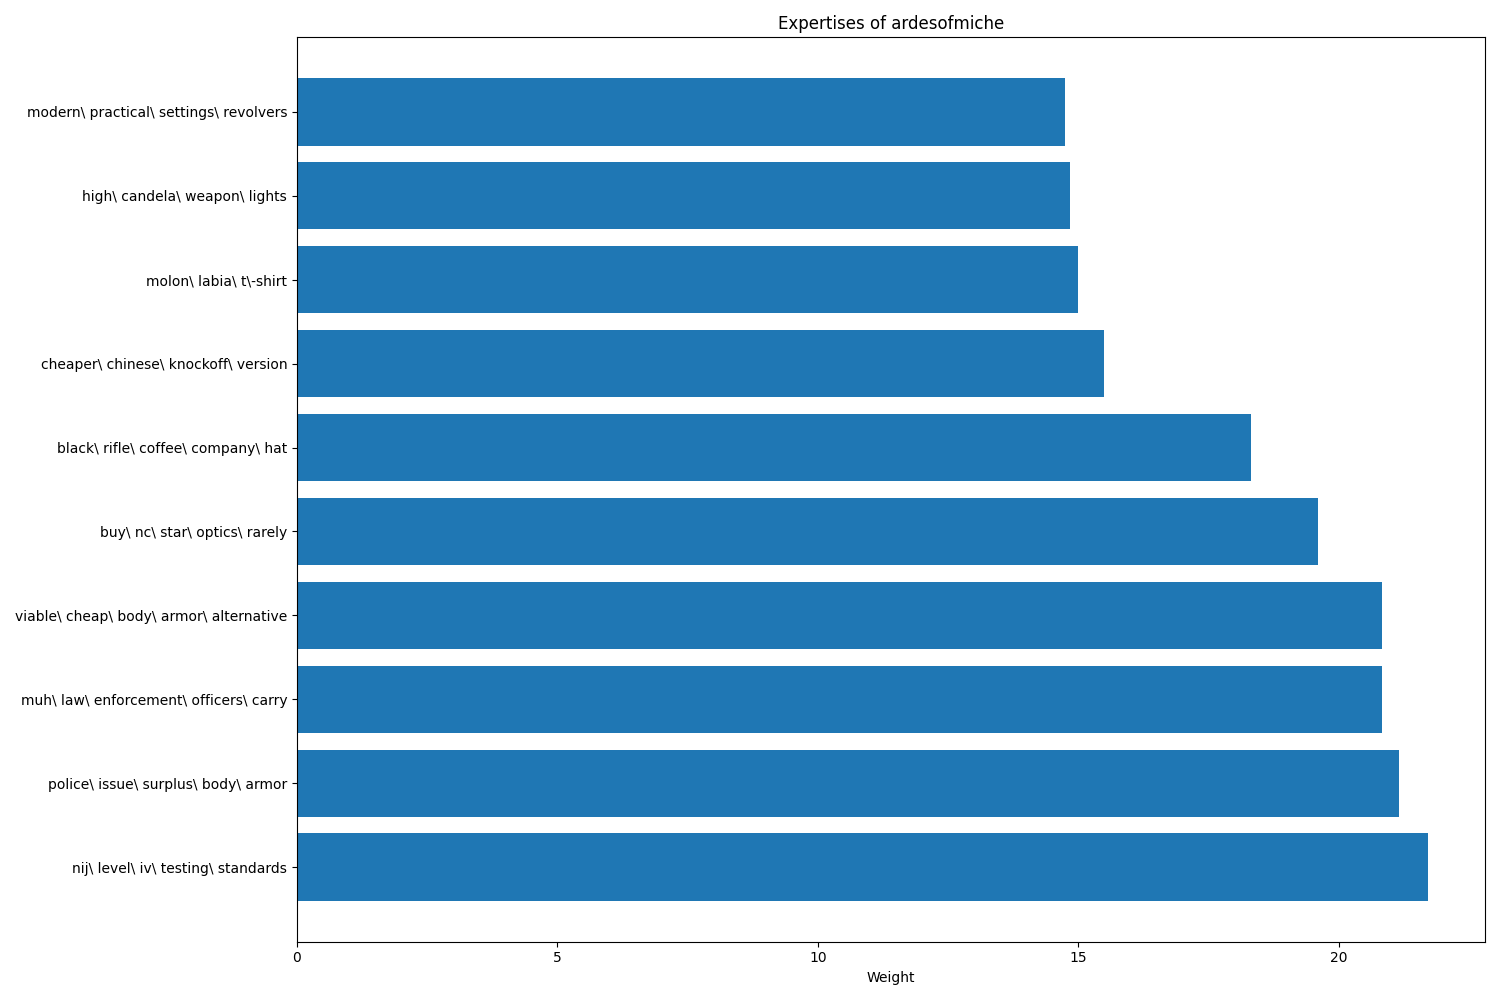 Expertises of ardesofmiche
modern\ practical\ settings\ revolvers
high\ candela\ weapon\ lights
molon\ labia\ t\-shirt
cheaper\ chinese\ knockoff\ version
black\ rifle\ coffee\ company\ hat
buy\ nc\ star\ optics\ rarely
viable\ cheap\ body\ armor\ alternative
muh\ law\ enforcement\ officers\ carry
police\ issue\ surplus\ body\ armor
nij\ level\ iv\ testing\ standards
0 5 10 15 20
Weight